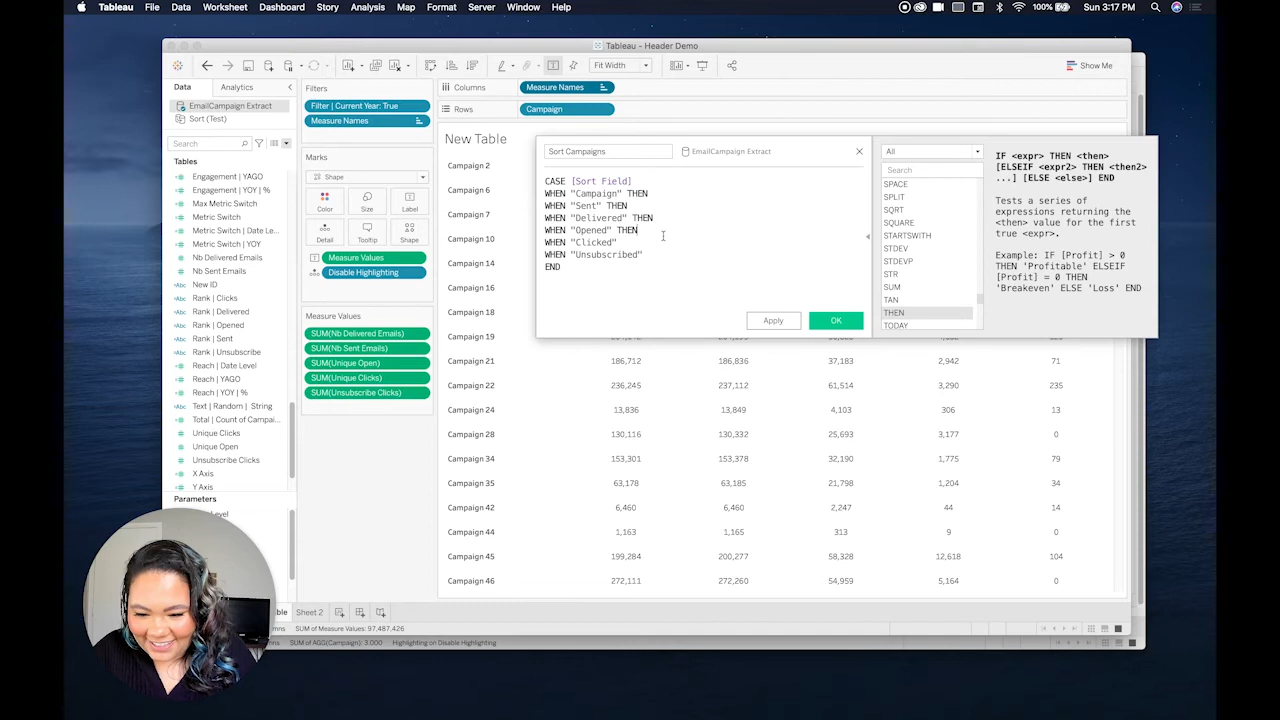 Tableau File Data Worksheet Dashboard Story Analysis Map Format Server Window Help
100% Sun 3:17 PM
Tableau - Header Demo
Fit Width
Show Me
Data Analytics
EmailCampaign Extract
Sort (Test)
Search
Tables
Engagement | YAGO
Engagement | YOY | %
Max Metric Switch
Metric Switch
Metric Switch | Date Le...
Metric Switch | YOY
Nb Delivered Emails
Nb Sent Emails
New ID
Rank | Clicks
Rank | Delivered
Rank | Opened
Rank | Sent
Rank | Unsubscribe
Reach | Date Level
Reach | YAGO
Reach | YOY | %
Text | Random | String
Total | Count of Campai...
Unique Clicks
Unique Open
Unsubscribe Clicks
X Axis
Y Axis
Parameters
Filters
Filter | Current Year: True
Measure Names
Marks
Shape
Color Size Label
Detail Tooltip Shape
Measure Values
Disable Highlighting
Measure Values
SUM(Nb Delivered Emails)
SUM(Nb Sent Emails)
SUM(Unique Open)
SUM(Unique Clicks)
SUM(Unsubscribe Clicks)
Columns Measure Names
Rows Campaign
New Table
Campaign 2
Campaign 6
Campaign 7
Campaign 10
Campaign 14
Campaign 16
Campaign 18
Campaign 19
Campaign 21 186,712 186,836 37,183 2,942
Campaign 22 236,245 237,112 61,514 3,290 235
Campaign 24 13,836 13,849 4,103 306 13
Campaign 28 130,116 130,332 25,693 3,177 0
Campaign 34 153,301 153,378 32,190 1,775 79
Campaign 35 63,178 63,185 21,798 1,204 34
Campaign 42 6,460 6,460 2,247 44 14
Campaign 44 1,163 1,165 313 9 0
Campaign 45 199,284 200,277 58,328 12,618 104
Campaign 46 272,111 272,260 54,959 5,164 0
Sort Campaigns
EmailCampaign Extract
CASE [Sort Field]
WHEN "Campaign" THEN
WHEN "Sent" THEN
WHEN "Delivered" THEN
WHEN "Opened" THEN
WHEN "Clicked"
WHEN "Unsubscribed"
END
Apply OK
All
Search
SPACE
SPLIT
SQRT
SQUARE
STARTSWITH
STDEV
STDEVP
STR
SUM
TAN
THEN
TODAY
IF <expr> THEN <then>
[ELSEIF <expr2> THEN <then2>
...] [ELSE <else>] END
Tests a series of
expressions returning the
<then> value for the first
true <expr>.
Example: IF [Profit] > 0
THEN 'Profitable' ELSEIF
[Profit] = 0 THEN
'Breakeven' ELSE 'Loss' END
Sheet 2
SUM of Measure Values: 97,487,426
SUM of AGG(Campaign): 3.000 Highlighting on Disable Highlighting